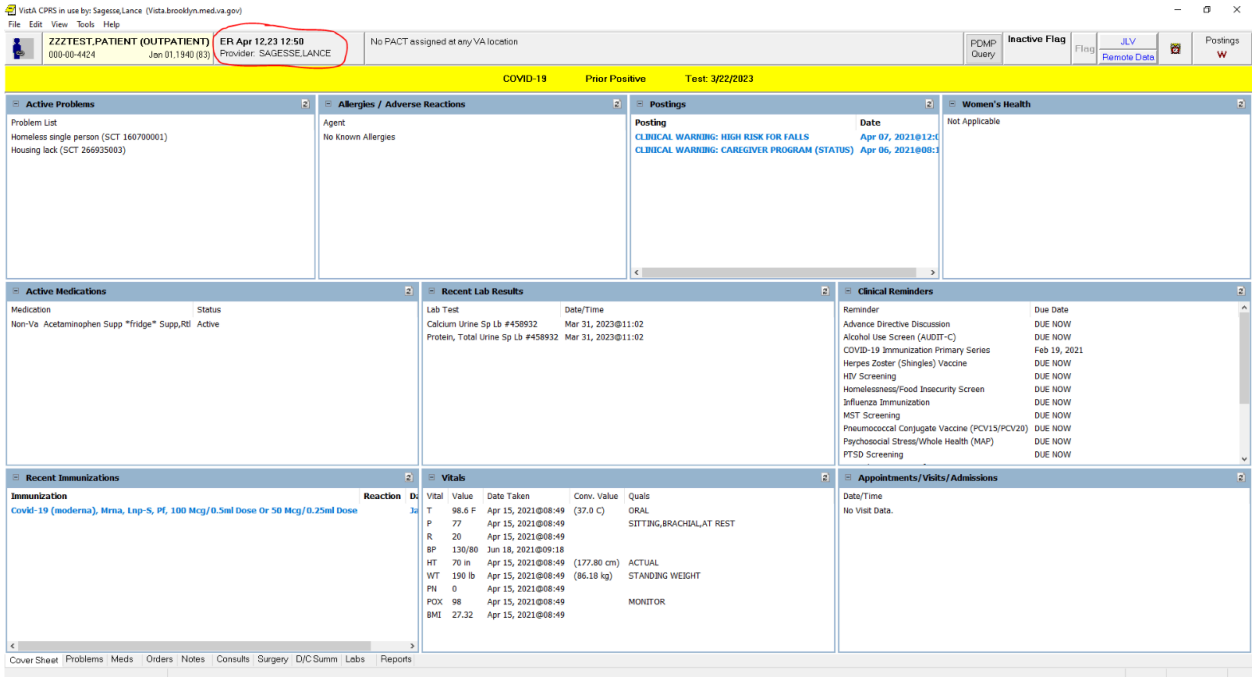 VistA CPRS in use by: Sagesse,Lance (Vista.brooklyn.med.va.gov)
File Edit View Tools Help
ZZZTEST,PATIENT (OUTPATIENT)
000-00-4424 Jan 01,1940 (83)
ER Apr 12,23 12:50
Provider: SAGESSE,LANCE
No PACT assigned at any VA location
PDMP
Query
Inactive Flag
Flag
JLV
Remote Data
Postings
W
COVID-19 Prior Positive Test: 3/22/2023
Active Problems
Problem List
Homeless single person (SCT 160700001)
Housing lack (SCT 266935003)
Allergies / Adverse Reactions
Agent
No Known Allergies
Postings
Posting Date
CLINICAL WARNING: HIGH RISK FOR FALLS Apr 07, 2021@12:0
CLINICAL WARNING: CAREGIVER PROGRAM (STATUS) Apr 06, 2021@08:1
Women's Health
Not Applicable
Active Medications
Medication Status
Non-Va Acetaminophen Supp *fridge* Supp,Rtl Active
Recent Lab Results
Lab Test Date/Time
Calcium Urine Sp Lb #458932 Mar 31, 2023@11:02
Protein, Total Urine Sp Lb #458932 Mar 31, 2023@11:02
Clinical Reminders
Reminder Due Date
Advance Directive Discussion DUE NOW
Alcohol Use Screen (AUDIT-C) DUE NOW
COVID-19 Immunization Primary Series Feb 19, 2021
Herpes Zoster (Shingles) Vaccine DUE NOW
HIV Screening DUE NOW
Homelessness/Food Insecurity Screen DUE NOW
Influenza Immunization DUE NOW
MST Screening DUE NOW
Pneumococcal Conjugate Vaccine (PCV15/PCV20) DUE NOW
Psychosocial Stress/Whole Health (MAP) DUE NOW
PTSD Screening DUE NOW
Recent Immunizations
Immunization Reaction Da
Covid-19 (moderna), Mrna, Lnp-S, Pf, 100 Mcg/0.5ml Dose Or 50 Mcg/0.25ml Dose Ja
Vitals
Vital Value Date Taken Conv. Value Quals
T 98.6 F Apr 15, 2021@08:49 (37.0 C) ORAL
P 77 Apr 15, 2021@08:49 SITTING,BRACHIAL,AT REST
R 20 Apr 15, 2021@08:49
BP 130/80 Jun 18, 2021@09:18
HT 70 in Apr 15, 2021@08:49 (177.80 cm) ACTUAL
WT 190 lb Apr 15, 2021@08:49 (86.18 kg) STANDING WEIGHT
PN 0 Apr 15, 2021@08:49
POX 98 Apr 15, 2021@08:49 MONITOR
BMI 27.32 Apr 15, 2021@08:49
Appointments/Visits/Admissions
Date/Time
No Visit Data.
Cover Sheet Problems Meds Orders Notes Consults Surgery D/C Summ Labs Reports